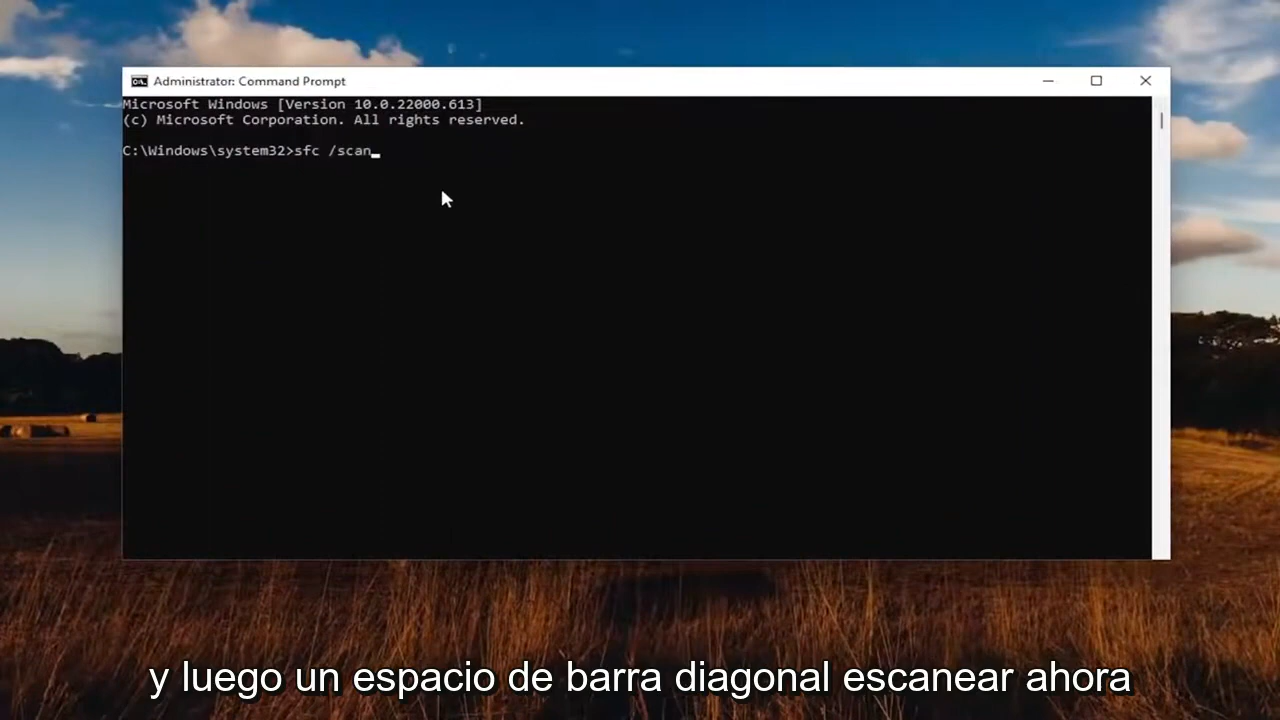 Administrator: Command Prompt
Microsoft Windows [Version 10.0.22000.613]
(c) Microsoft Corporation. All rights reserved.
C:\Windows\system32>sfc /scan
y luego un espacio de barra diagonal escanear ahora